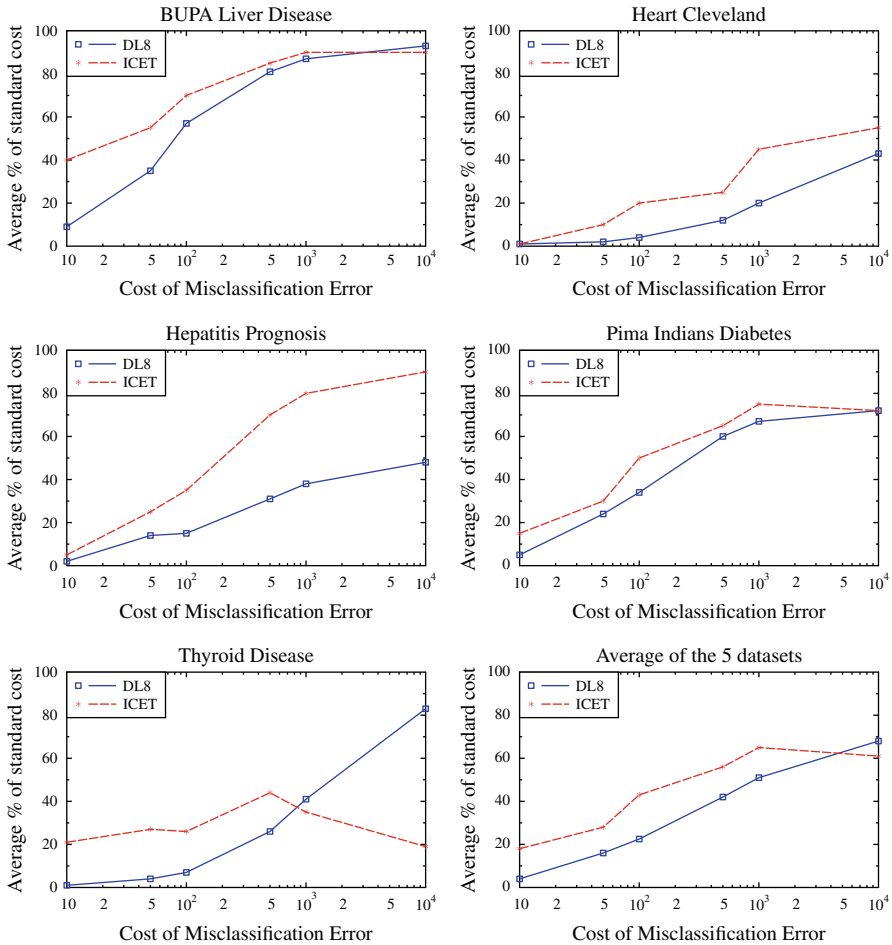 BUPA Liver Disease
100
80
60
40
20
0
Average % of standard cost
DL8
ICET
10 2 5 10² 2 5 10³ 2 5 10⁴
Cost of Misclassification Error
Heart Cleveland
100
80
60
40
20
0
Average % of standard cost
DL8
ICET
10 2 5 10² 2 5 10³ 2 5 10⁴
Cost of Misclassification Error
Hepatitis Prognosis
100
80
60
40
20
0
Average % of standard cost
DL8
ICET
10 2 5 10² 2 5 10³ 2 5 10⁴
Cost of Misclassification Error
Pima Indians Diabetes
100
80
60
40
20
0
Average % of standard cost
DL8
ICET
10 2 5 10² 2 5 10³ 2 5 10⁴
Cost of Misclassification Error
Thyroid Disease
100
80
60
40
20
0
Average % of standard cost
DL8
ICET
10 2 5 10² 2 5 10³ 2 5 10⁴
Cost of Misclassification Error
Average of the 5 datasets
100
80
60
40
20
0
Average % of standard cost
DL8
ICET
10 2 5 10² 2 5 10³ 2 5 10⁴
Cost of Misclassification Error